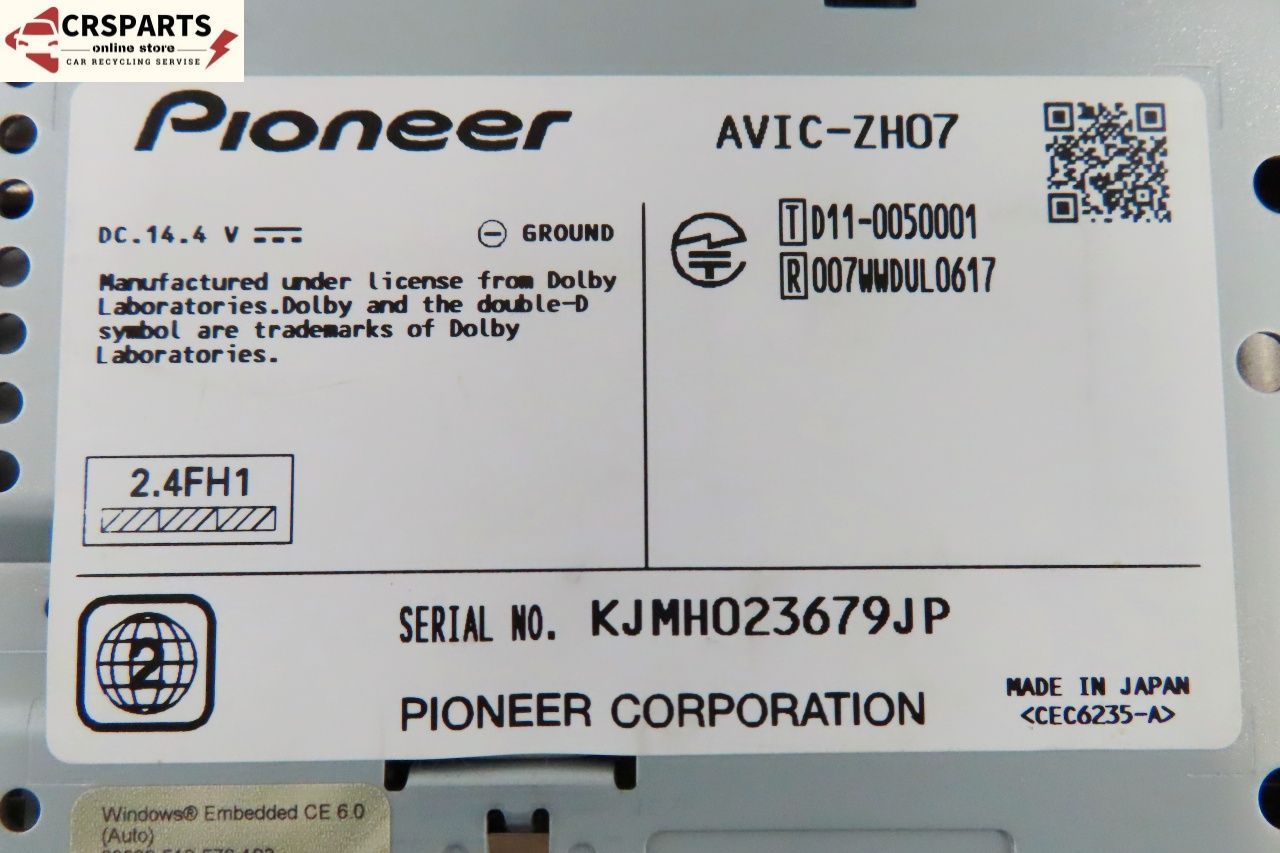 CRSPARTS
online store
CAR RECYCLING SERVISE
Pioneer
AVIC-ZH07
DC.14.4 V
GROUND
Manufactured under license from Dolby
Laboratories.Dolby and the double-D
symbol are trademarks of Dolby
Laboratories.
T D11-0050001
R 007WWDUL0617
2.4FH1
2
SERIAL NO. KJMH023679JP
PIONEER CORPORATION
MADE IN JAPAN
<CEC6235-A>
Windows® Embedded CE 6.0
(Auto)